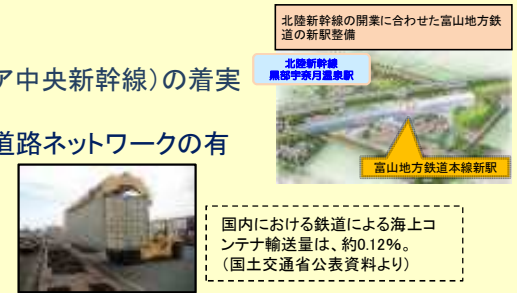 北陸新幹線の開業に合わせた富山地方鉄
道の新駅整備
北陸新幹線
黒部宇奈月温泉駅
ア中央新幹線)の着実
道路ネットワークの有
富山地方鉄道本線新駅
国内における鉄道による海上コ
ンテナ輸送量は、約0.12%。
(国土交通省公表資料より)